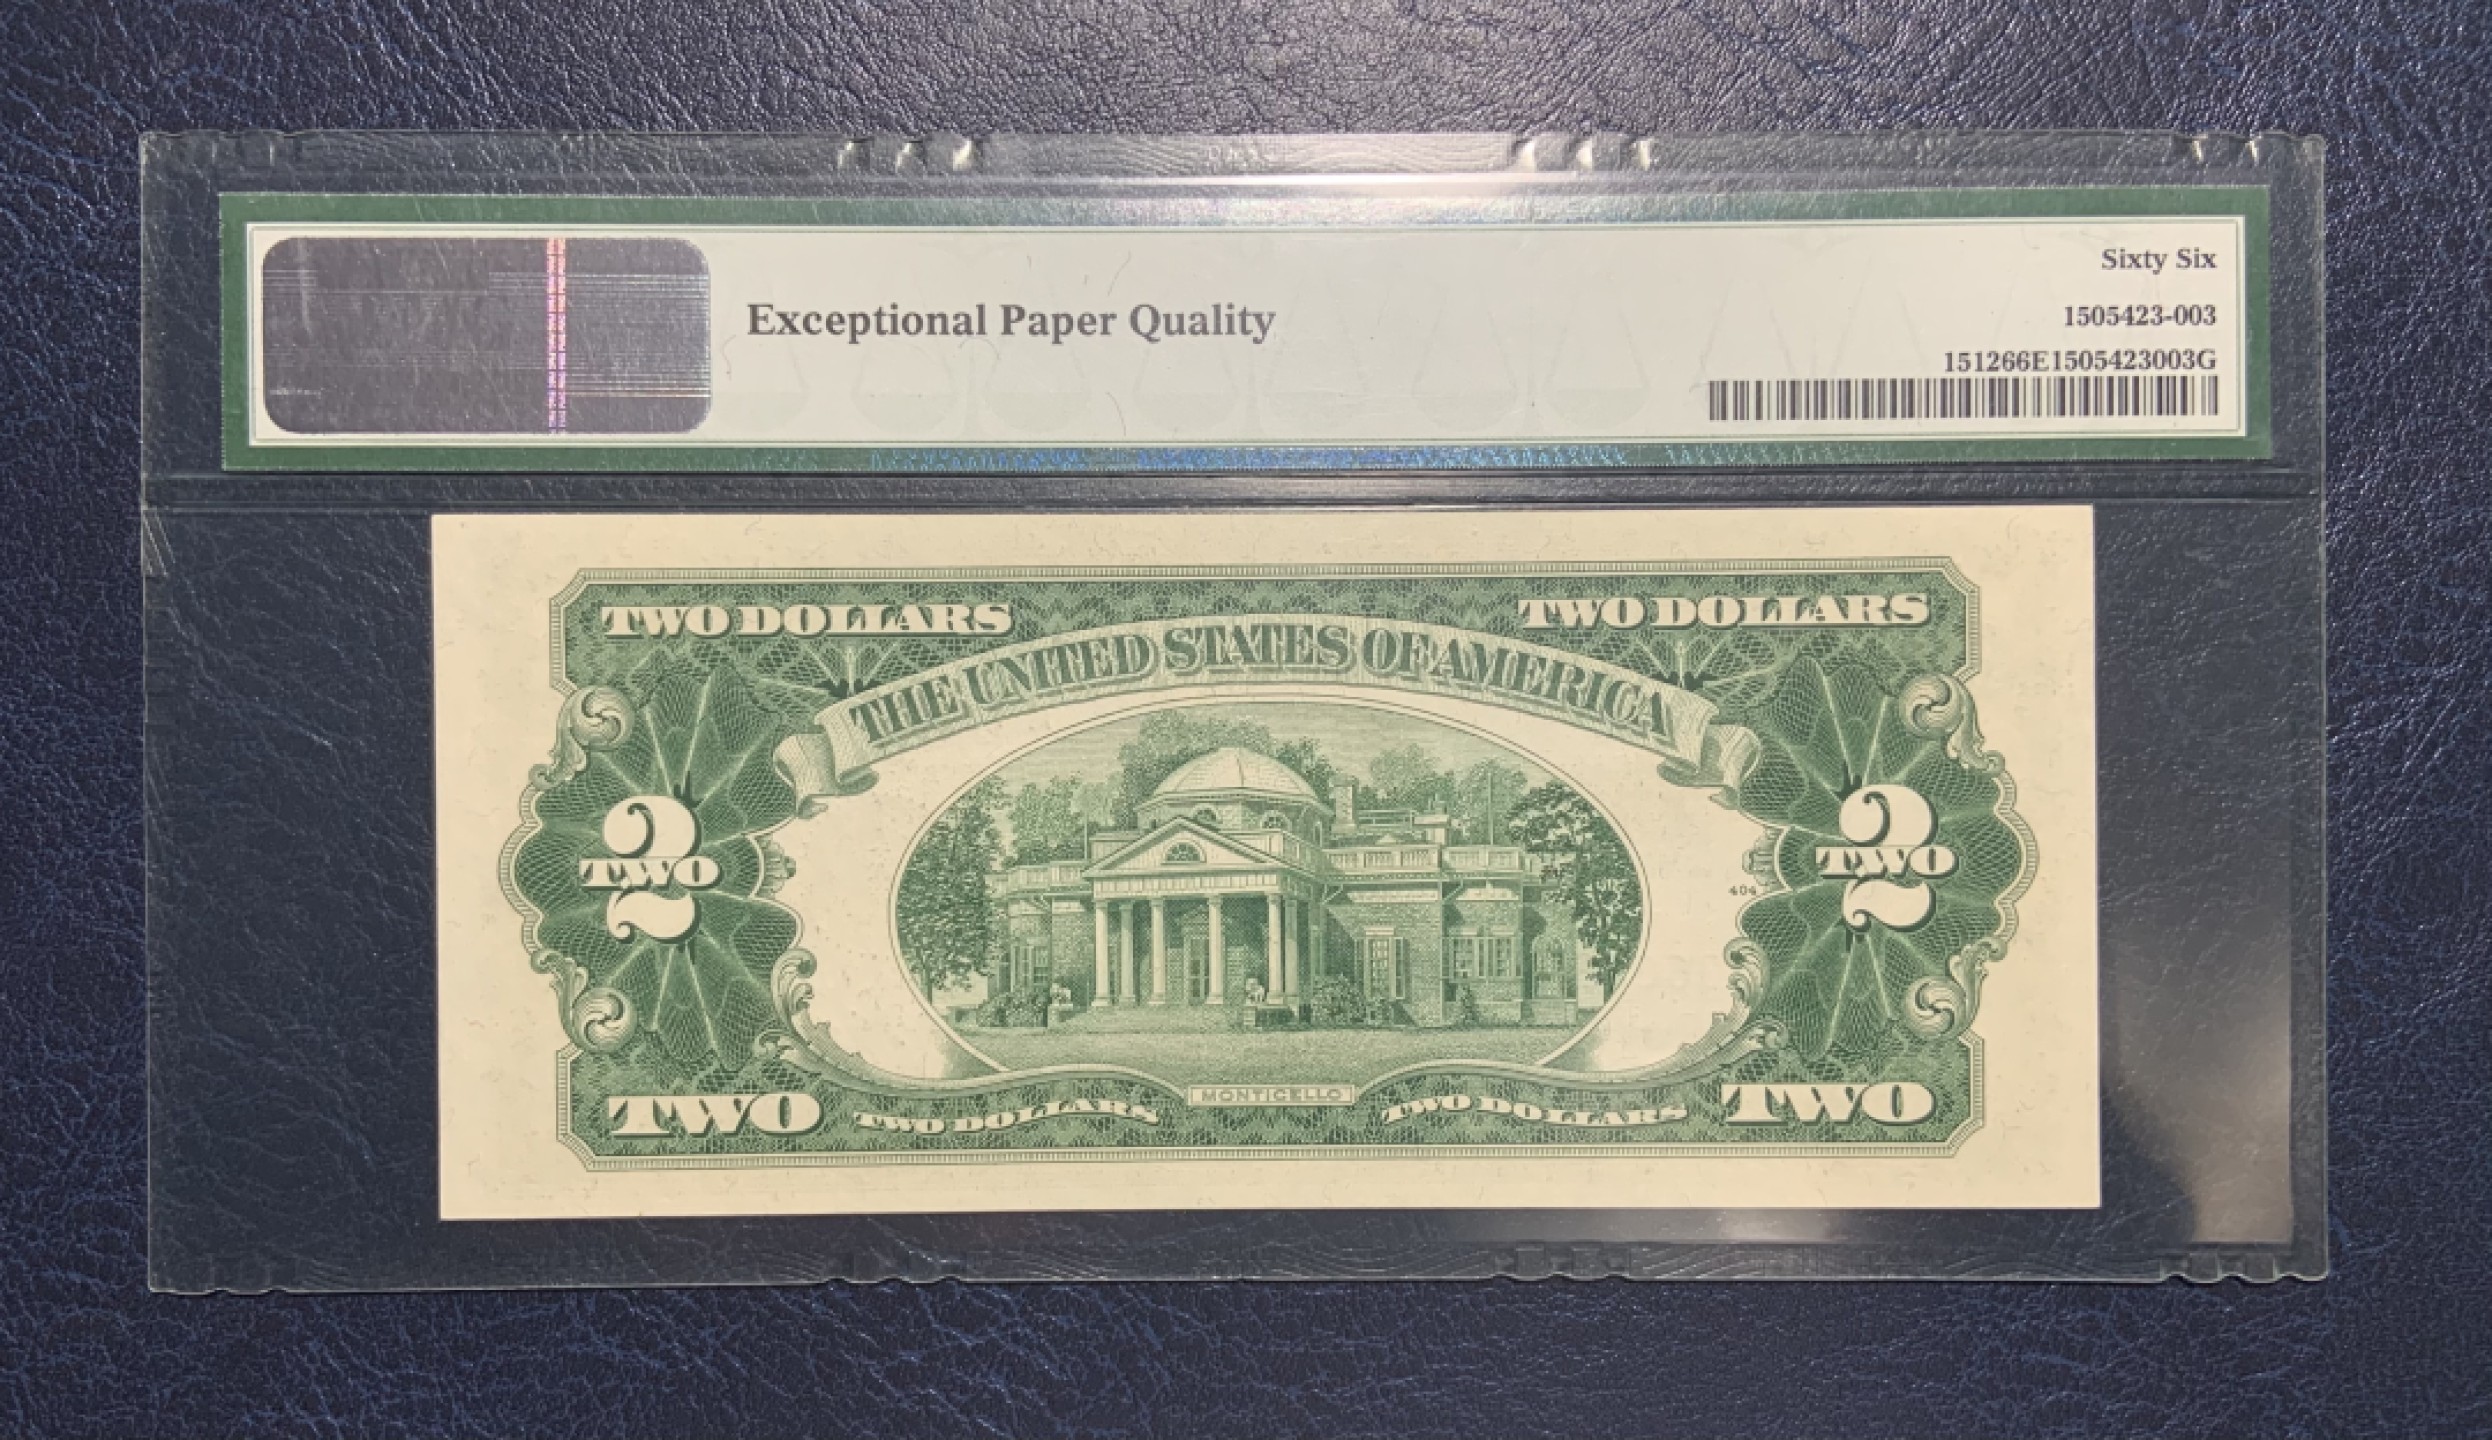 Sixty Six
Exceptional Paper Quality
1505423-003
151266E1505423003G
TWO DOLLARS
TWO DOLLARS
THE UNITED STATES OF AMERICA
2
TWO
2
TWO
404
MONTICELLO
TWO
TWO DOLLARS
TWO DOLLARS
TWO